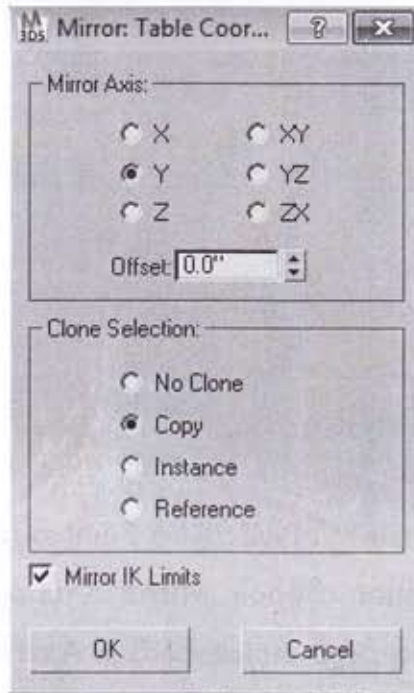 M 3DS Mirror: Table Coor... ?
Mirror Axis:
X XY
Y YZ
Z ZX
Offset: 0.0"
Clone Selection:
No Clone
Copy
Instance
Reference
Mirror IK Limits
OK Cancel